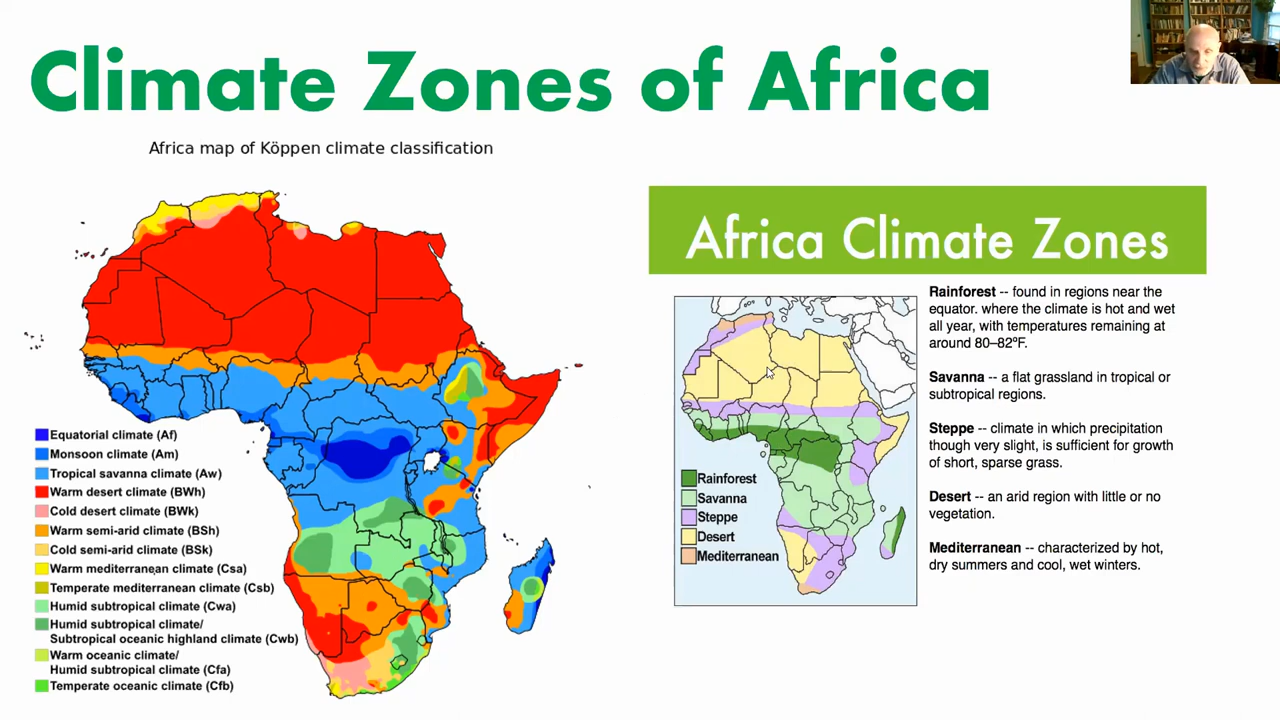 Climate Zones of Africa
Africa map of Köppen climate classification
Equatorial climate (Af)
Monsoon climate (Am)
Tropical savanna climate (Aw)
Warm desert climate (BWh)
Cold desert climate (BWk)
Warm semi-arid climate (BSh)
Cold semi-arid climate (BSk)
Warm mediterranean climate (Csa)
Temperate mediterranean climate (Csb)
Humid subtropical climate (Cwa)
Humid subtropical climate/
Subtropical oceanic highland climate (Cwb)
Warm oceanic climate/
Humid subtropical climate (Cfa)
Temperate oceanic climate (Cfb)
Africa Climate Zones
Rainforest
Savanna
Steppe
Desert
Mediterranean
Rainforest -- found in regions near the
equator. where the climate is hot and wet
all year, with temperatures remaining at
around 80–82ºF.
Savanna -- a flat grassland in tropical or
subtropical regions.
Steppe -- climate in which precipitation
though very slight, is sufficient for growth
of short, sparse grass.
Desert -- an arid region with little or no
vegetation.
Mediterranean -- characterized by hot,
dry summers and cool, wet winters.